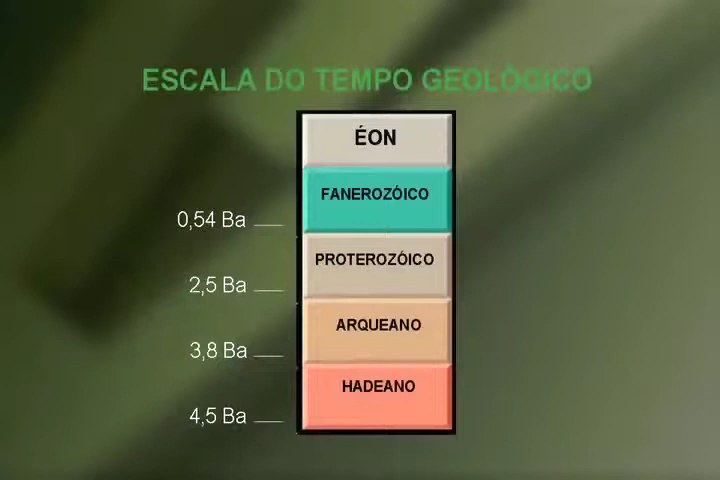 ESCALA DO TEMPO GEOLÓGICO
ÉON
FANEROZÓICO
0,54 Ba
PROTEROZÓICO
2,5 Ba
ARQUEANO
3,8 Ba
HADEANO
4,5 Ba